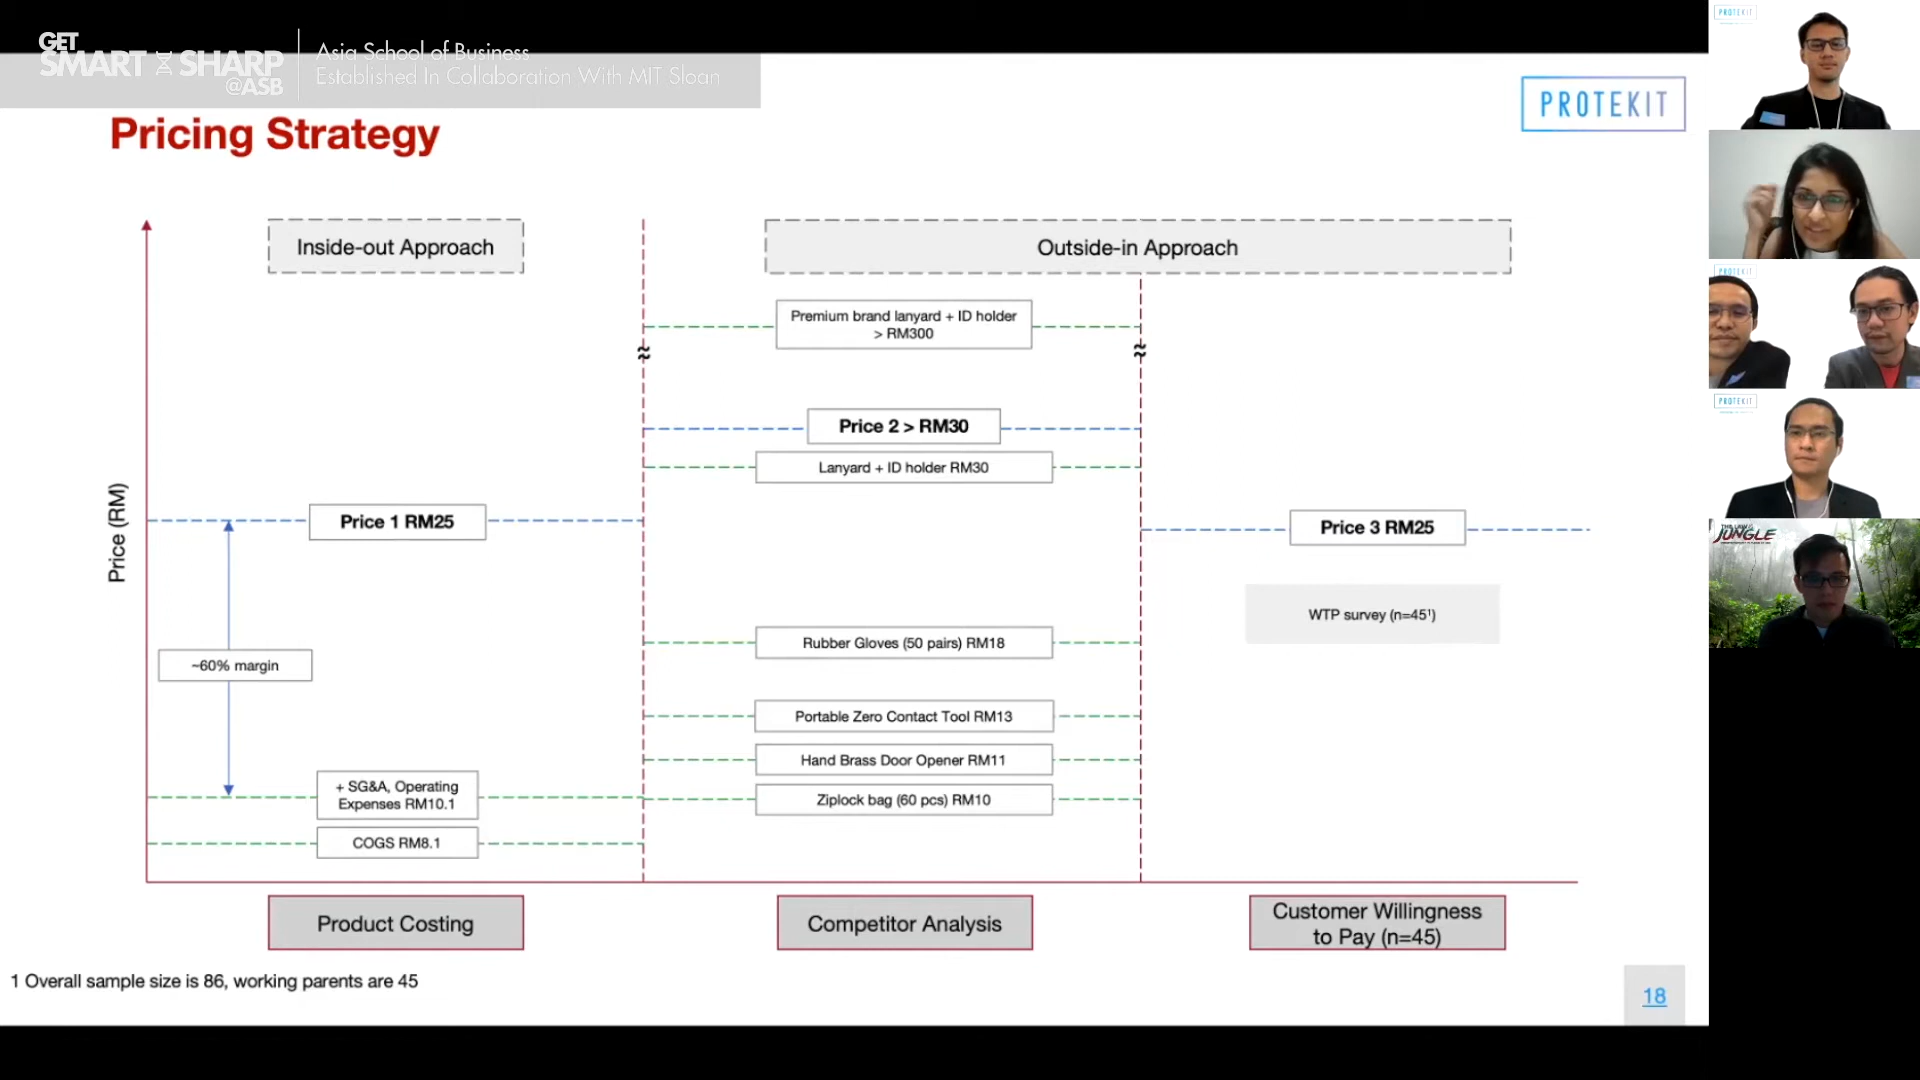 GET
SMART SHARP
@ASB
Asia School of Business
Established In Collaboration With MIT Sloan
PROTEKIT
Pricing Strategy
Inside-out Approach
Outside-in Approach
Premium brand lanyard + ID holder
> RM300
≈
≈
Price 2 > RM30
Lanyard + ID holder RM30
Price (RM)
Price 1 RM25
Price 3 RM25
WTP survey (n=45¹)
Rubber Gloves (50 pairs) RM18
~60% margin
Portable Zero Contact Tool RM13
Hand Brass Door Opener RM11
+ SG&A, Operating
Expenses RM10.1
Ziplock bag (60 pcs) RM10
COGS RM8.1
Product Costing
Competitor Analysis
Customer Willingness
to Pay (n=45)
1 Overall sample size is 86, working parents are 45
18
PROTEKIT
PROTEKIT
PROTEKIT
THE LAW
JUNGLE